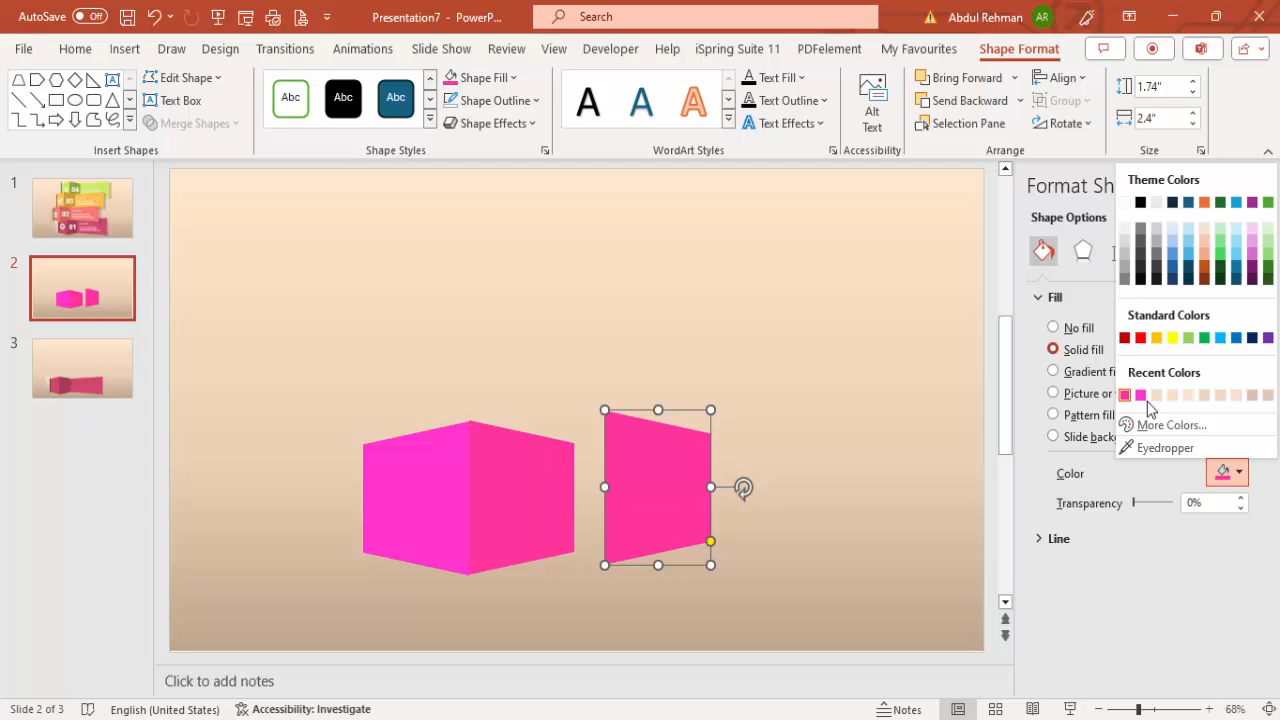 AutoSave Off Presentation7 - PowerP... Search Abdul Rehman AR
File Home Insert Draw Design Transitions Animations Slide Show Review View Developer Help iSpring Suite 11 PDFelement My Favourites Shape Format
Edit Shape Abc Abc Abc Shape Fill A A A Text Fill Bring Forward Align 1.74"
Text Box Shape Outline Text Outline Alt Text Send Backward Group 2.4"
Merge Shapes Shape Effects Text Effects Selection Pane Rotate
Insert Shapes Shape Styles WordArt Styles Accessibility Arrange Size
1
04
03
02
01
2
3
Format Sh
Shape Options
Fill
No fill
Solid fill
Gradient fi
Picture or
Pattern fill
Slide back
Theme Colors
Standard Colors
Recent Colors
More Colors...
Eyedropper
Color
Transparency 0%
Line
Click to add notes
Slide 2 of 3 English (United States) Accessibility: Investigate Notes 68%